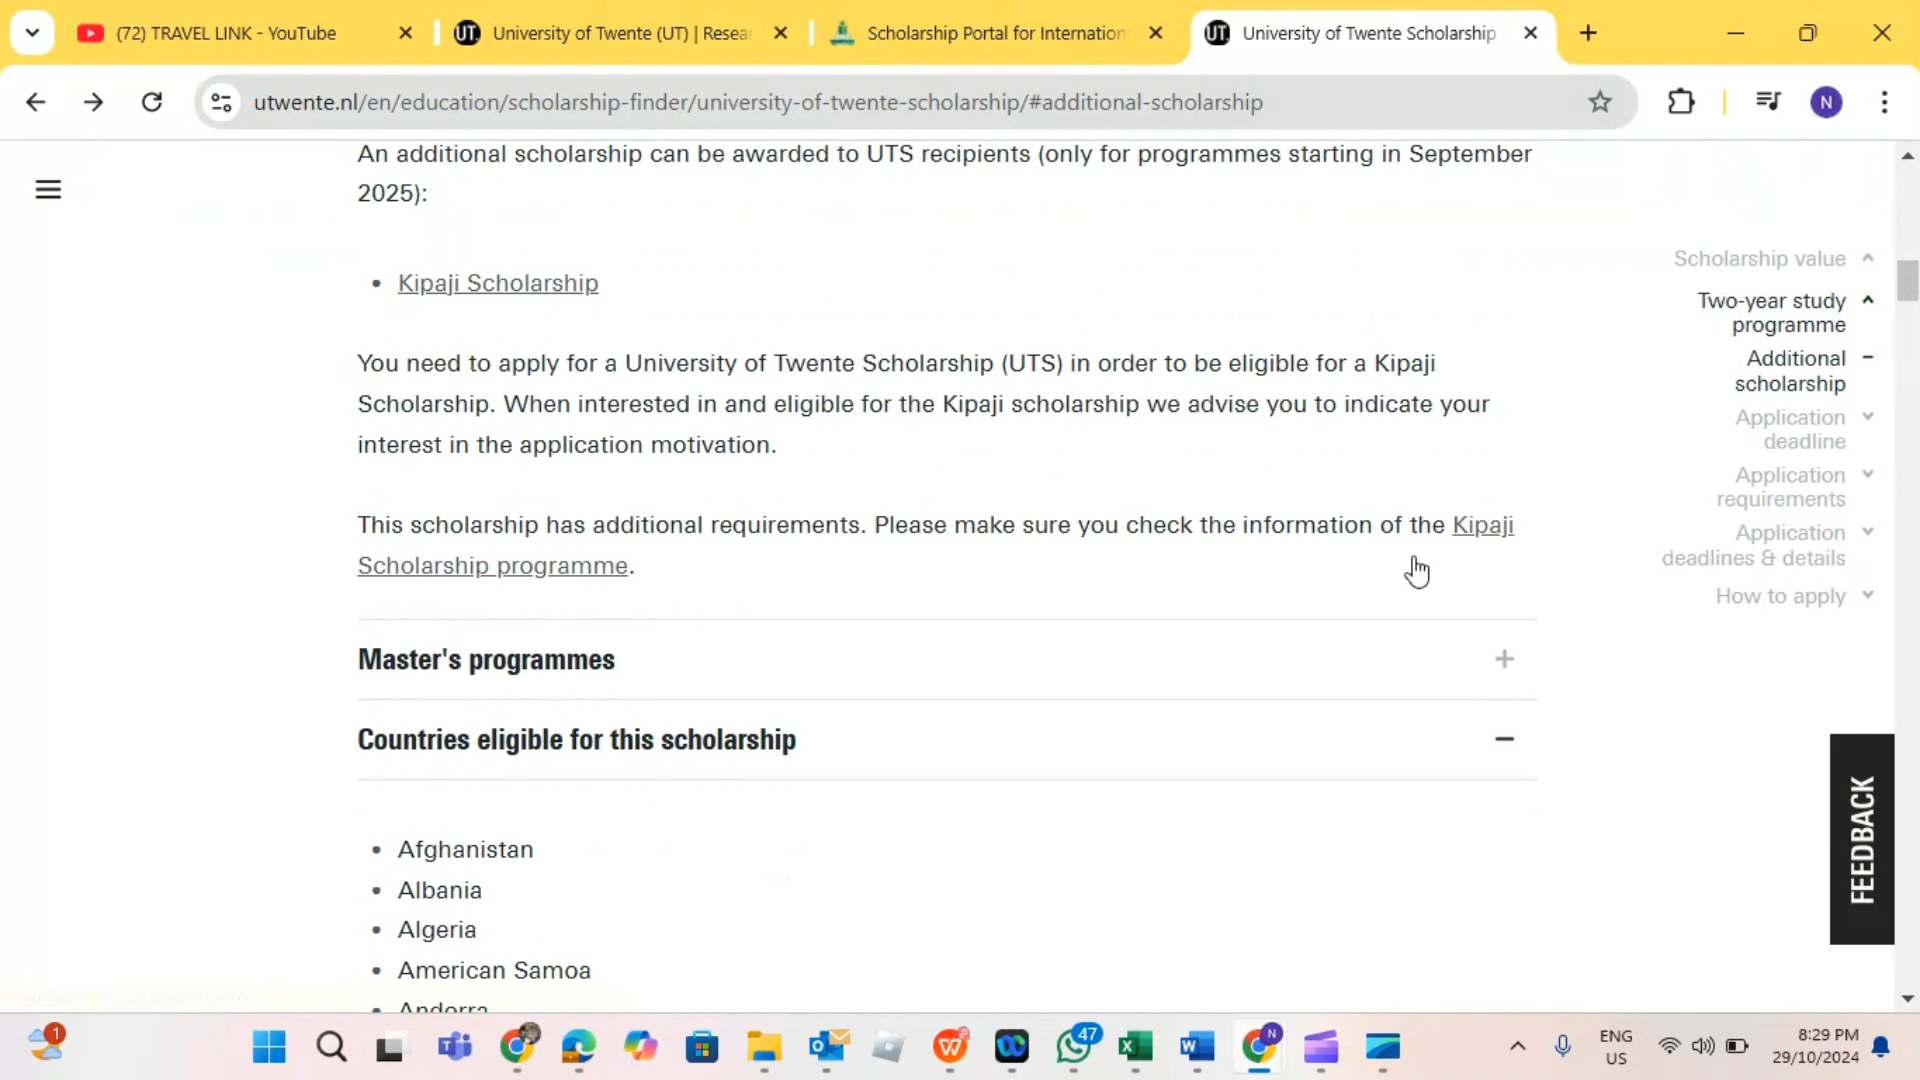 (72) TRAVEL LINK - YouTube
University of Twente (UT) | Resea
Scholarship Portal for Internation
University of Twente Scholarship
utwente.nl/en/education/scholarship-finder/university-of-twente-scholarship/#additional-scholarship
N
An additional scholarship can be awarded to UTS recipients (only for programmes starting in September
2025):
• Kipaji Scholarship
You need to apply for a University of Twente Scholarship (UTS) in order to be eligible for a Kipaji
Scholarship. When interested in and eligible for the Kipaji scholarship we advise you to indicate your
interest in the application motivation.
This scholarship has additional requirements. Please make sure you check the information of the Kipaji
Scholarship programme.
Master's programmes
Countries eligible for this scholarship
• Afghanistan
• Albania
• Algeria
• American Samoa
• Andorra
Scholarship value
Two-year study
programme
Additional
scholarship
Application
deadline
Application
requirements
Application
deadlines & details
How to apply
FEEDBACK
1
47
N
ENG
US
8:29 PM
29/10/2024